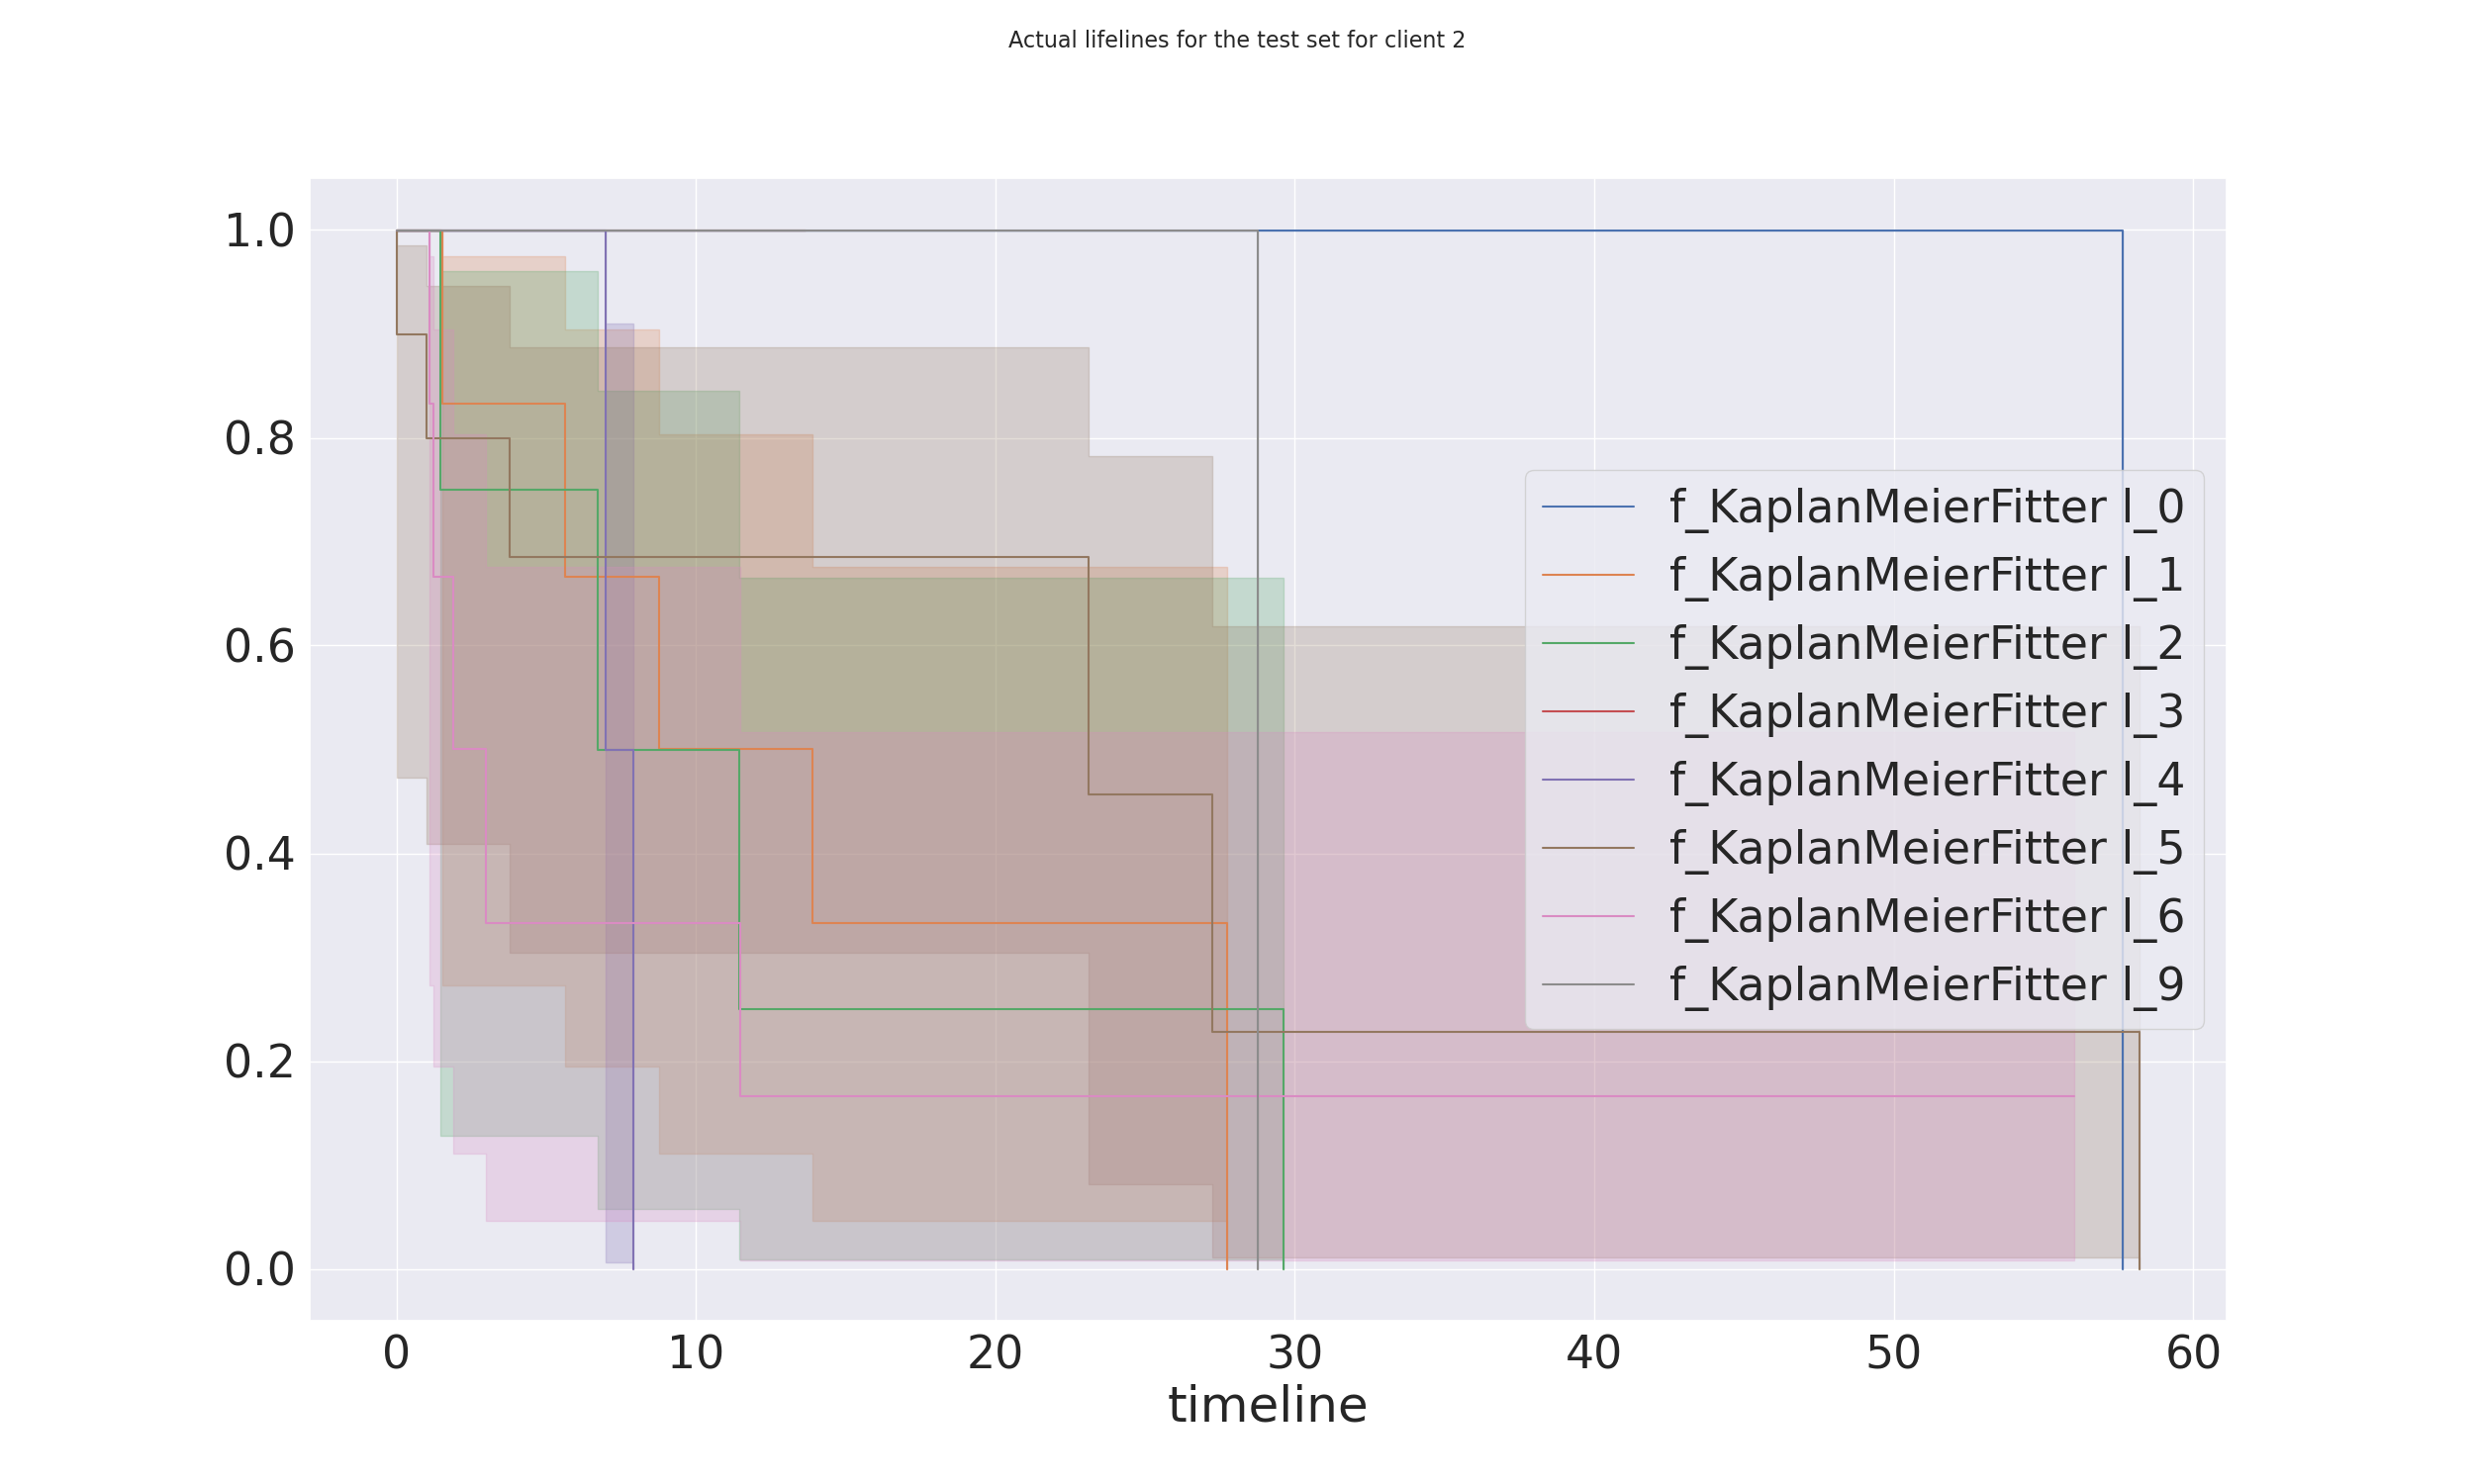 Actual lifelines for the test set for client 2
1.0
0.8
0.6
0.4
0.2
0.0
f_KaplanMeierFitter l_0
f_KaplanMeierFitter l_1
f_KaplanMeierFitter l_2
f_KaplanMeierFitter l_3
f_KaplanMeierFitter l_4
f_KaplanMeierFitter l_5
f_KaplanMeierFitter l_6
f_KaplanMeierFitter l_9
0 10 20 30 40 50 60
timeline